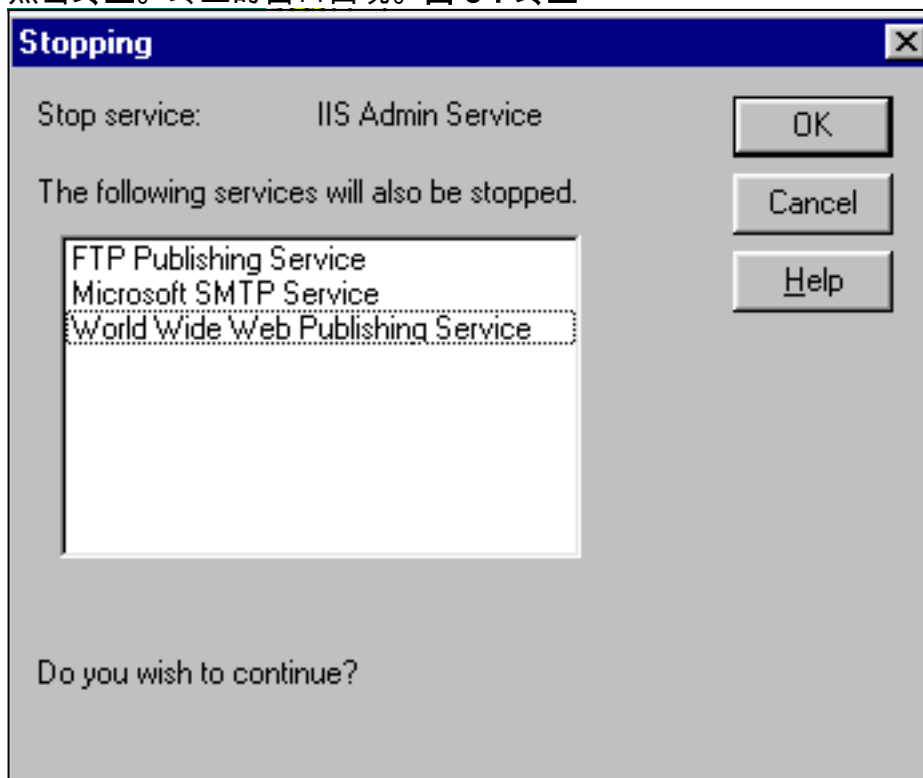 Stopping
Stop service: IIS Admin Service
OK
The following services will also be stopped.
Cancel
FTP Publishing Service
Microsoft SMTP Service
World Wide Web Publishing Service
Help
Do you wish to continue?